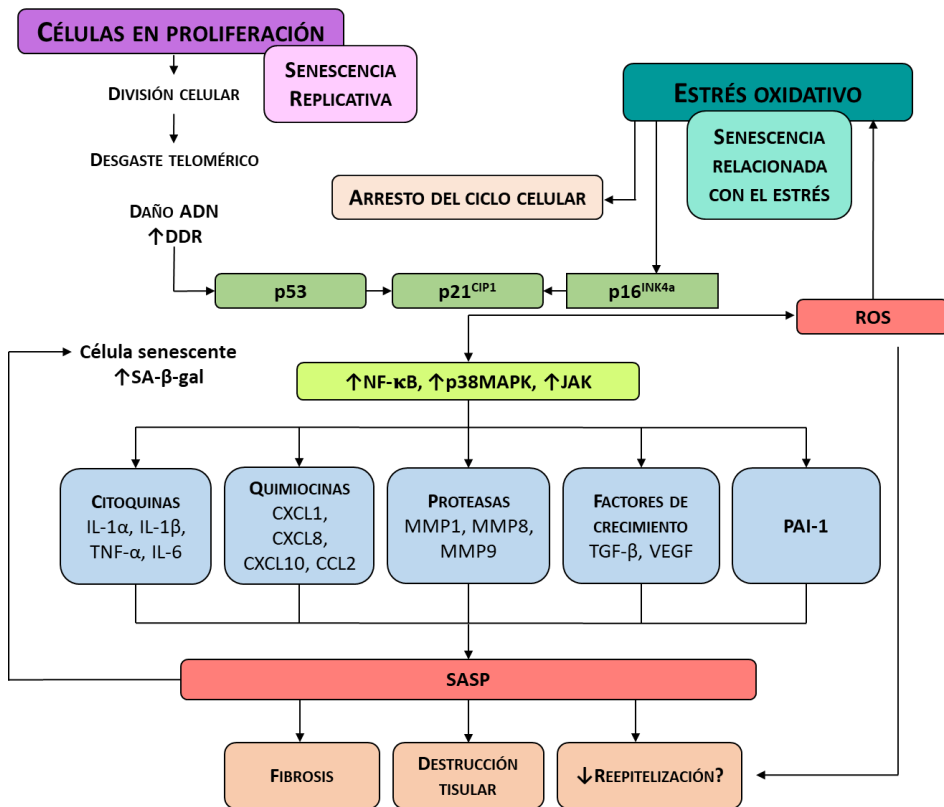 CÉLULAS EN PROLIFERACIÓN
SENESCENCIA
REPLICATIVA
DIVISIÓN CELULAR
DESGASTE TELOMÉRICO
ESTRÉS OXIDATIVO
SENESCENCIA
RELACIONADA
CON EL ESTRÉS
ARRESTO DEL CICLO CELULAR
DAÑO ADN
↑DDR
p53
p21CIP1
p16INK4a
ROS
Célula senescente
↑SA-β-gal
↑NF-κB, ↑p38MAPK, ↑JAK
CITOQUINAS
IL-1α, IL-1β,
TNF-α, IL-6
QUIMIOCINAS
CXCL1,
CXCL8,
CXCL10, CCL2
PROTEASAS
MMP1, MMP8,
MMP9
FACTORES DE
CRECIMIENTO
TGF-β, VEGF
PAI-1
SASP
FIBROSIS
DESTRUCCIÓN
TISULAR
↓REEPITELIZACIÓN?